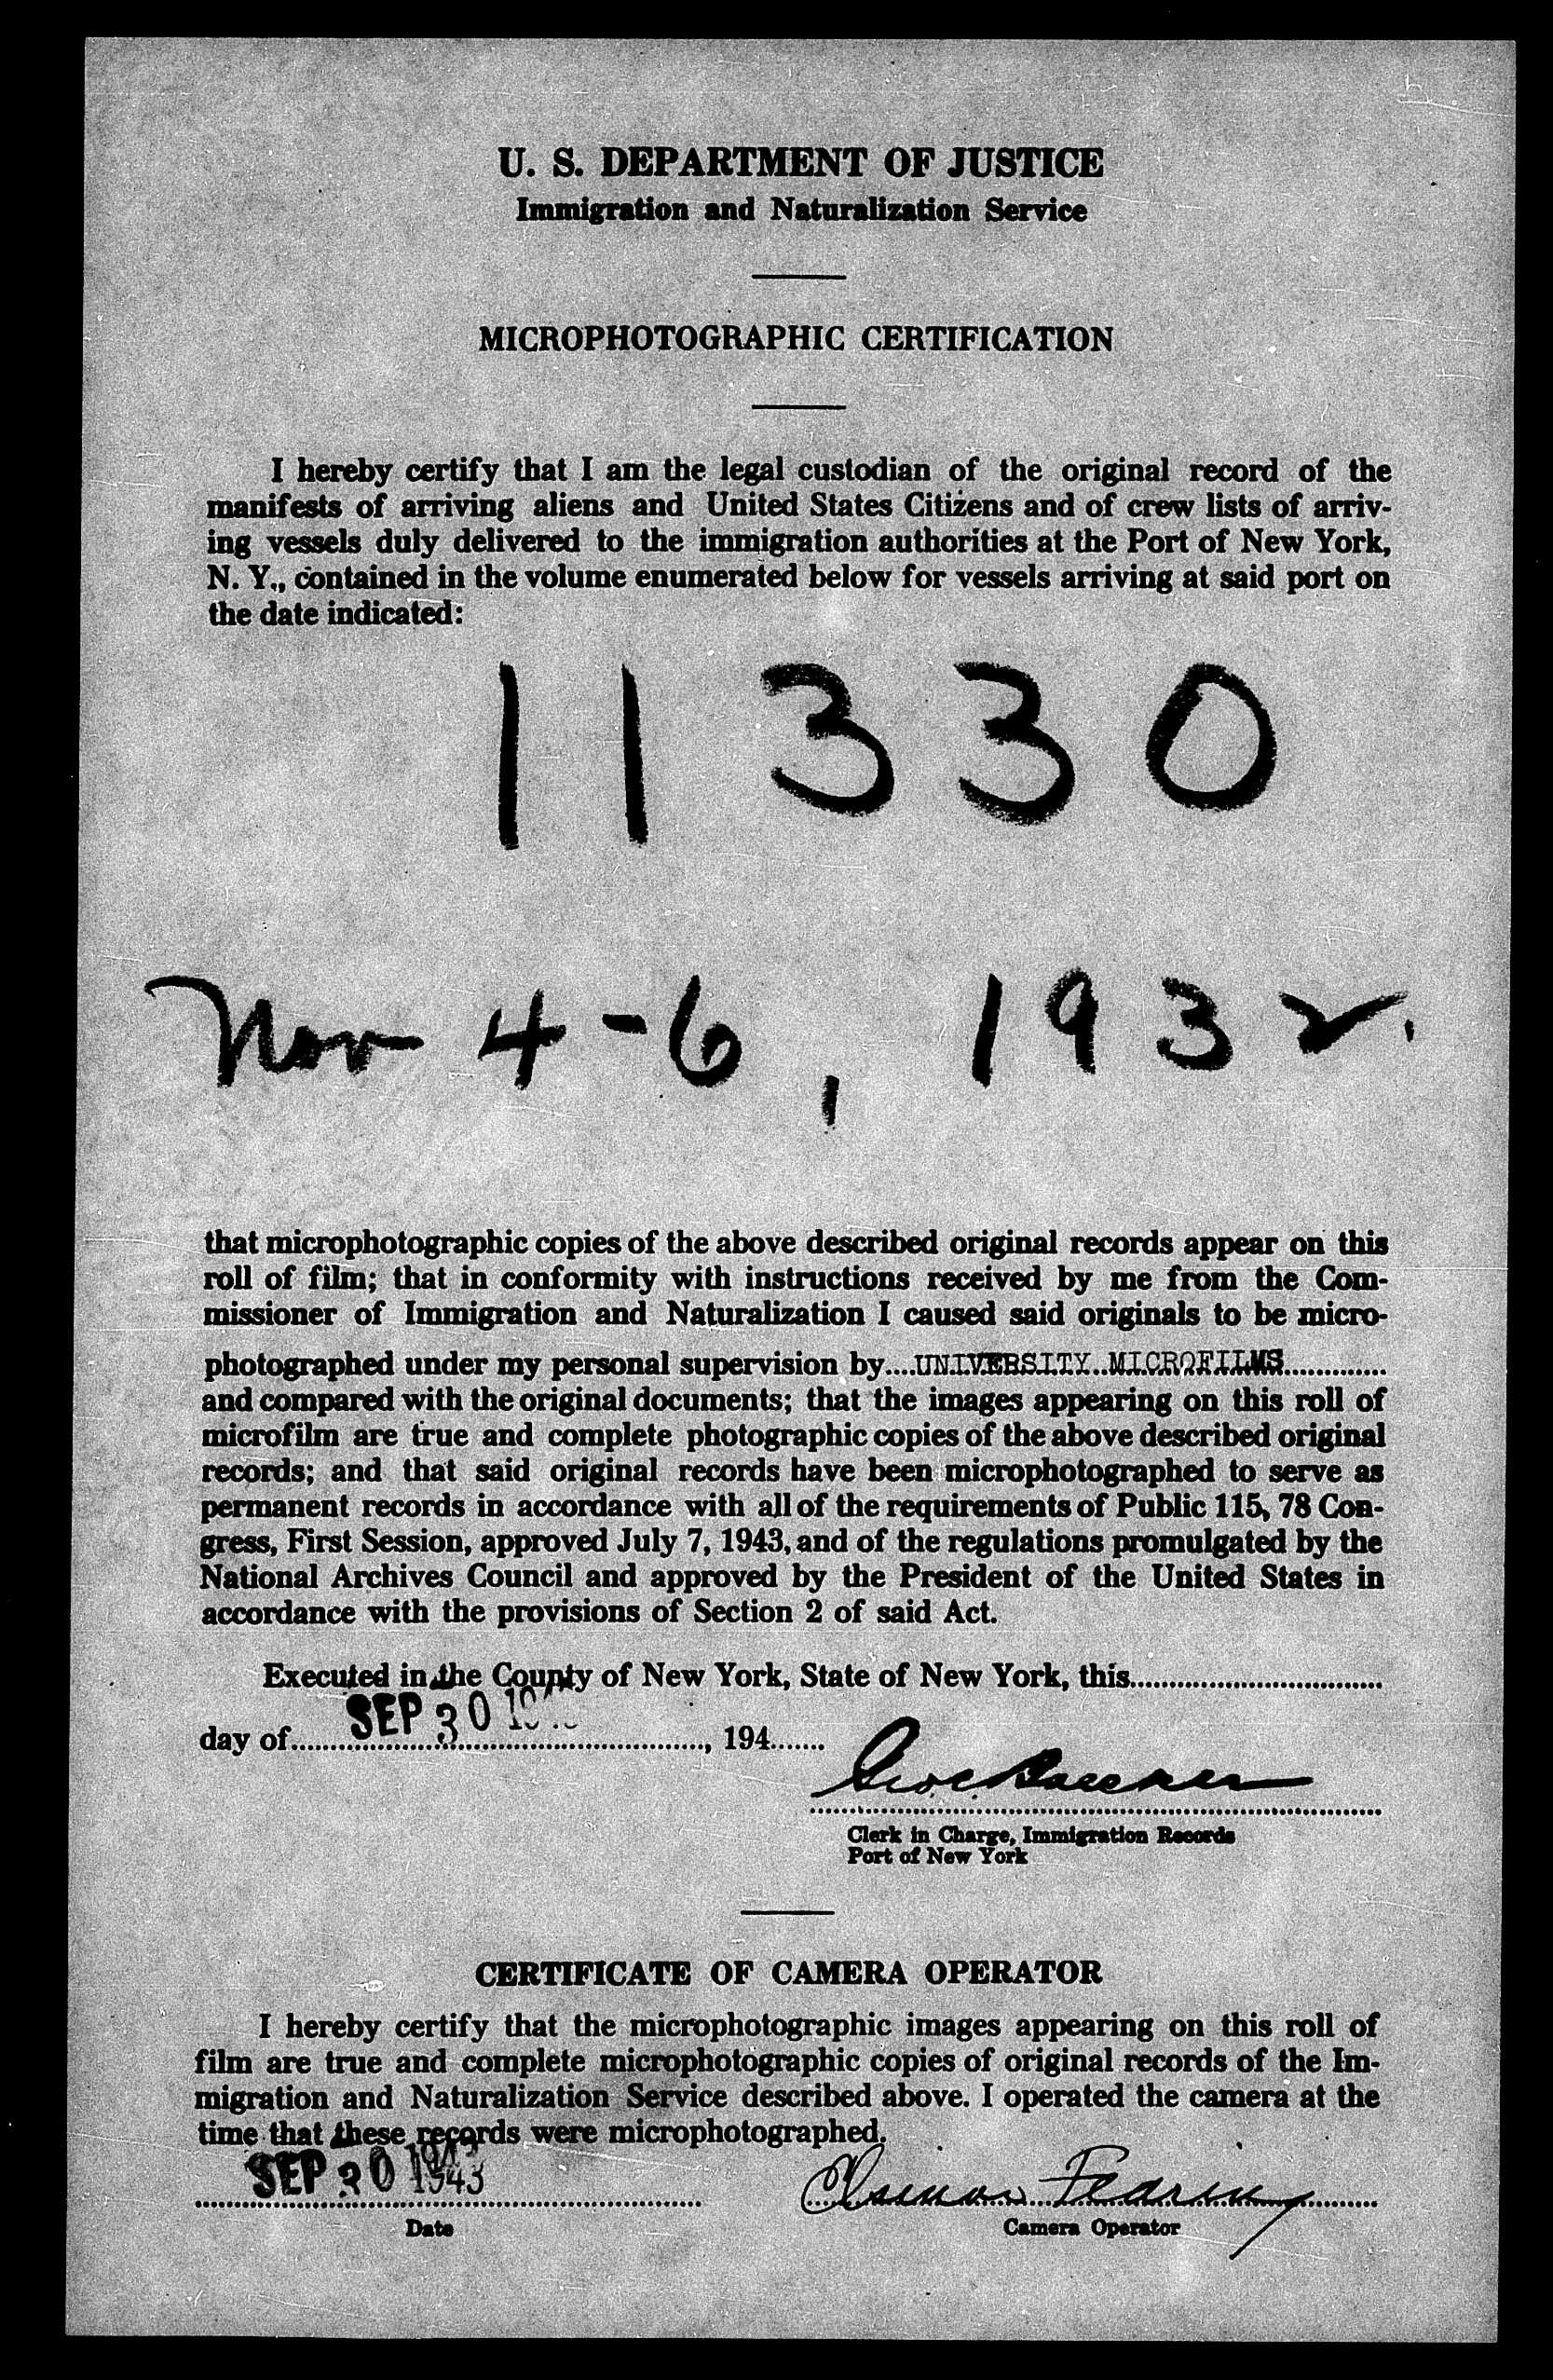 U. S. DEPARTMENT OF JUSTICE
Immigration and Naturalization Service
MICROPHOTOGRAPHIC CERTIFICATION
I hereby certify that I am the legal custodian of the original record of the
manifests of arriving aliens and United States Citizens and of crew lists of arriv-
ing vessels duly delivered to the immigration authorities at the Port of New York,
N. Y., contained in the volume enumerated below for vessels arriving at said port on
the date indicated:
11330
Nov 4-6, 1932.
that microphotographic copies of the above described original records appear on this
roll of film; that in conformity with instructions received by me from the Com-
missioner of Immigration and Naturalization I caused said originals to be micro-
photographed under my personal supervision by....UNIVERSITY MICROFILMS..............
and compared with the original documents; that the images appearing on this roll of
microfilm are true and complete photographic copies of the above described original
records; and that said original records have been microphotographed to serve as
permanent records in accordance with all of the requirements of Public 115, 78 Con-
gress, First Session, approved July 7, 1943, and of the regulations promulgated by the
National Archives Council and approved by the President of the United States in
accordance with the provisions of Section 2 of said Act.
Executed in the County of New York, State of New York, this................................
day of SEP 30, 194.......
Clerk in Charge, Immigration Records
Port of New York
CERTIFICATE OF CAMERA OPERATOR
I hereby certify that the microphotographic images appearing on this roll of
film are true and complete microphotographic copies of original records of the Im-
migration and Naturalization Service described above. I operated the camera at the
time that these records were microphotographed.
SEP 30 1943
Date
Camera Operator